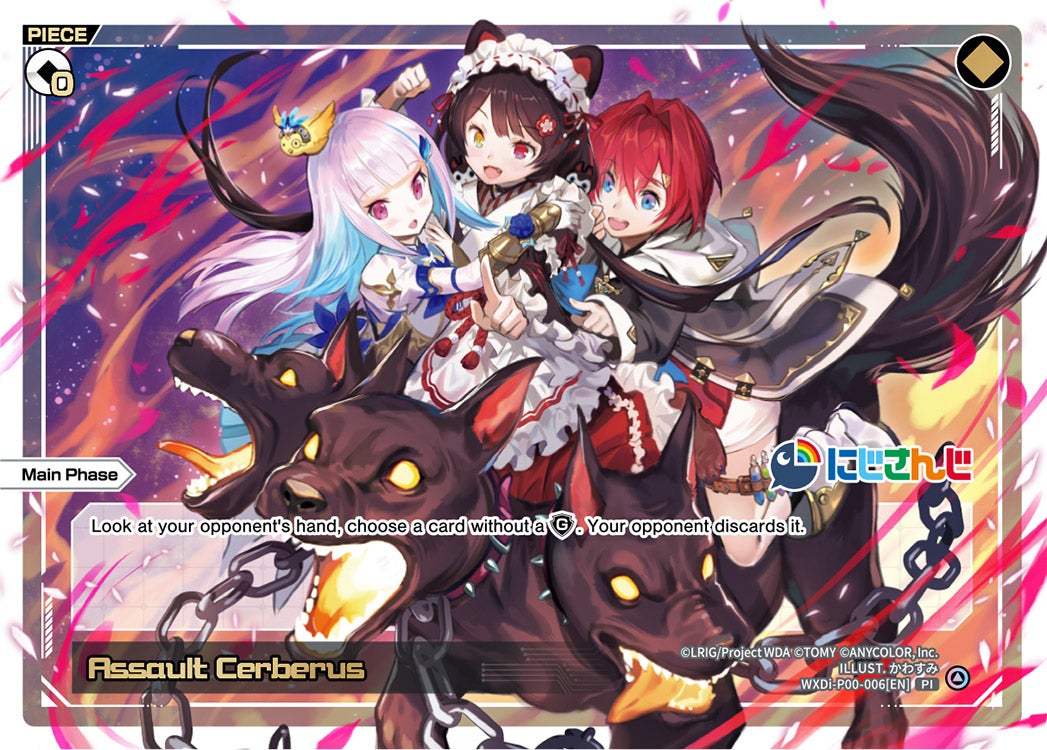 PIECE
0
Main Phase
にじさんじ
Look at your opponent's hand, choose a card without a G. Your opponent discards it.
Assault Cerberus
©LRIG/Project WDA ©TOMY ©ANYCOLOR, Inc.
ILLUST. かわすみ
WXDi-P00-006[EN] PI